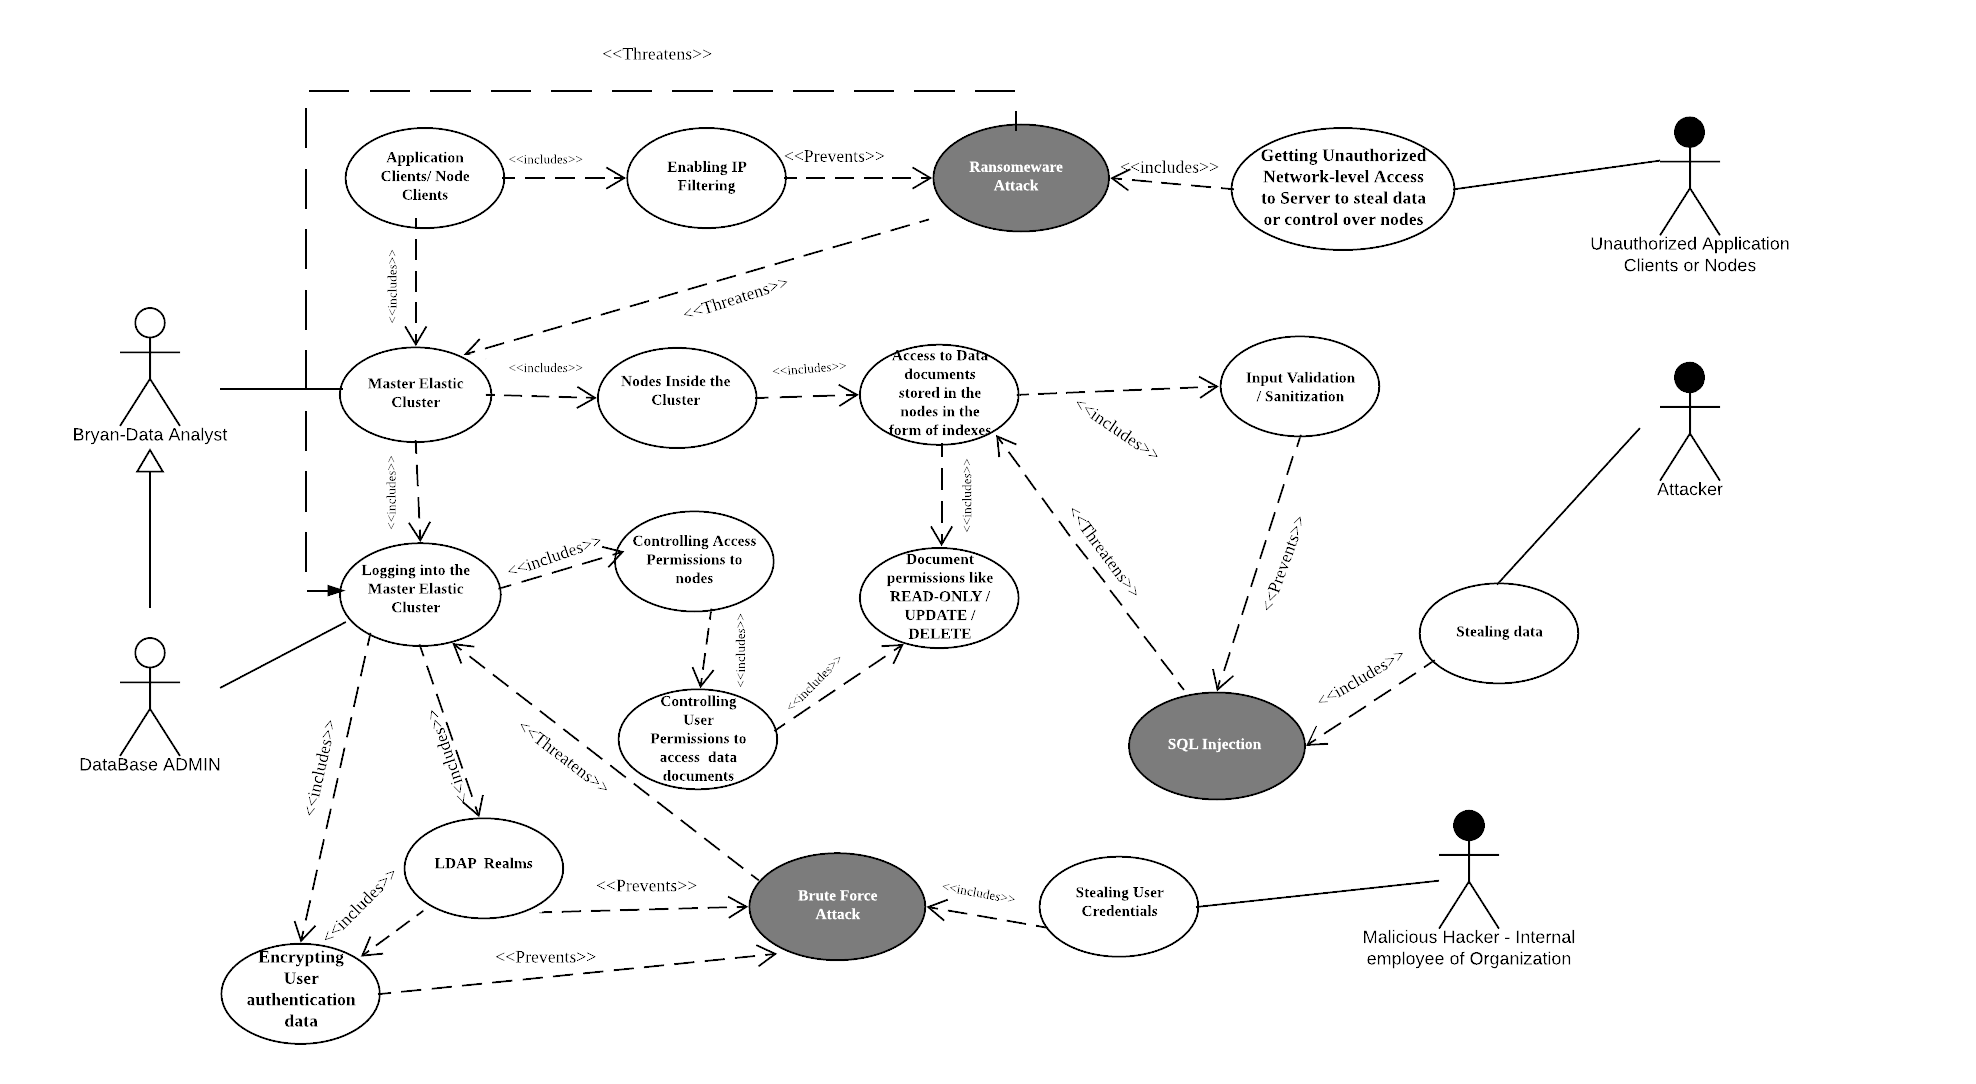 <<Threatens>>
Application
Clients/ Node
Clients
<<includes>>
Enabling IP
Filtering
<<Prevents>>
Ransomeware
Attack
<<includes>>
Getting Unauthorized
Network-level Access
to Server to steal data
or control over nodes
Unauthorized Application
Clients or Nodes
<<includes>>
<<Threatens>>
Bryan-Data Analyst
Master Elastic
Cluster
<<includes>>
Nodes Inside the
Cluster
<<includes>>
Access to Data
documents
stored in the
nodes in the
form of indexes
<<includes>>
Input Validation
/ Sanitization
Attacker
<<includes>>
<<includes>>
<<Threatens>>
<<Prevents>>
Logging into the
Master Elastic
Cluster
<<includes>>
Controlling Access
Permissions to
nodes
Document
permissions like
READ-ONLY /
UPDATE /
DELETE
Stealing data
<<includes>>
<<includes>>
<<includes>>
DataBase ADMIN
Controlling
User
Permissions to
access data
documents
SQL Injection
<<includes>>
<<includes>>
<<Threatens>>
LDAP Realms
<<includes>>
<<Prevents>>
Brute Force
Attack
<<includes>>
Stealing User
Credentials
Malicious Hacker - Internal
employee of Organization
<<Prevents>>
Encrypting
User
authentication
data